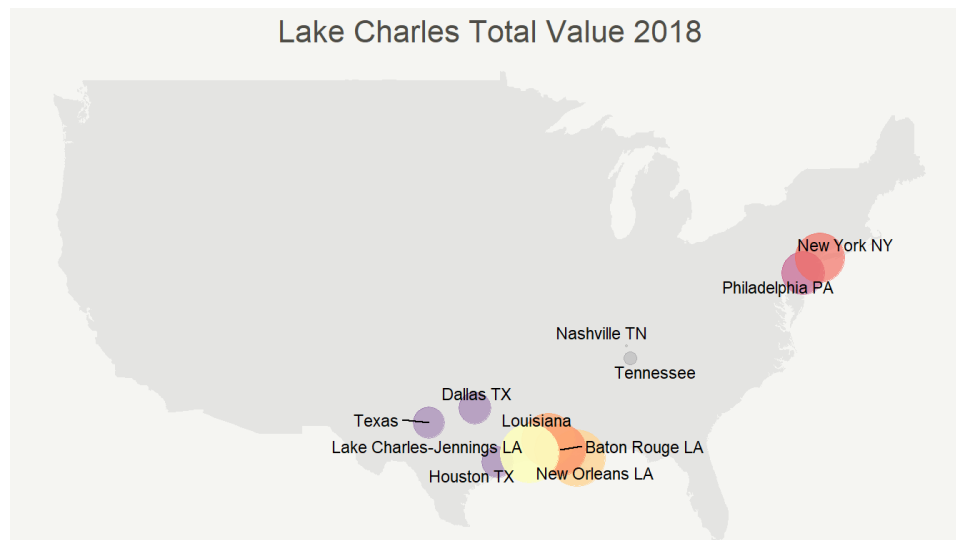 Lake Charles Total Value 2018
New York NY
Philadelphia PA
Nashville TN
Tennessee
Dallas TX
Texas
Louisiana
Lake Charles-Jennings LA
Baton Rouge LA
Houston TX
New Orleans LA